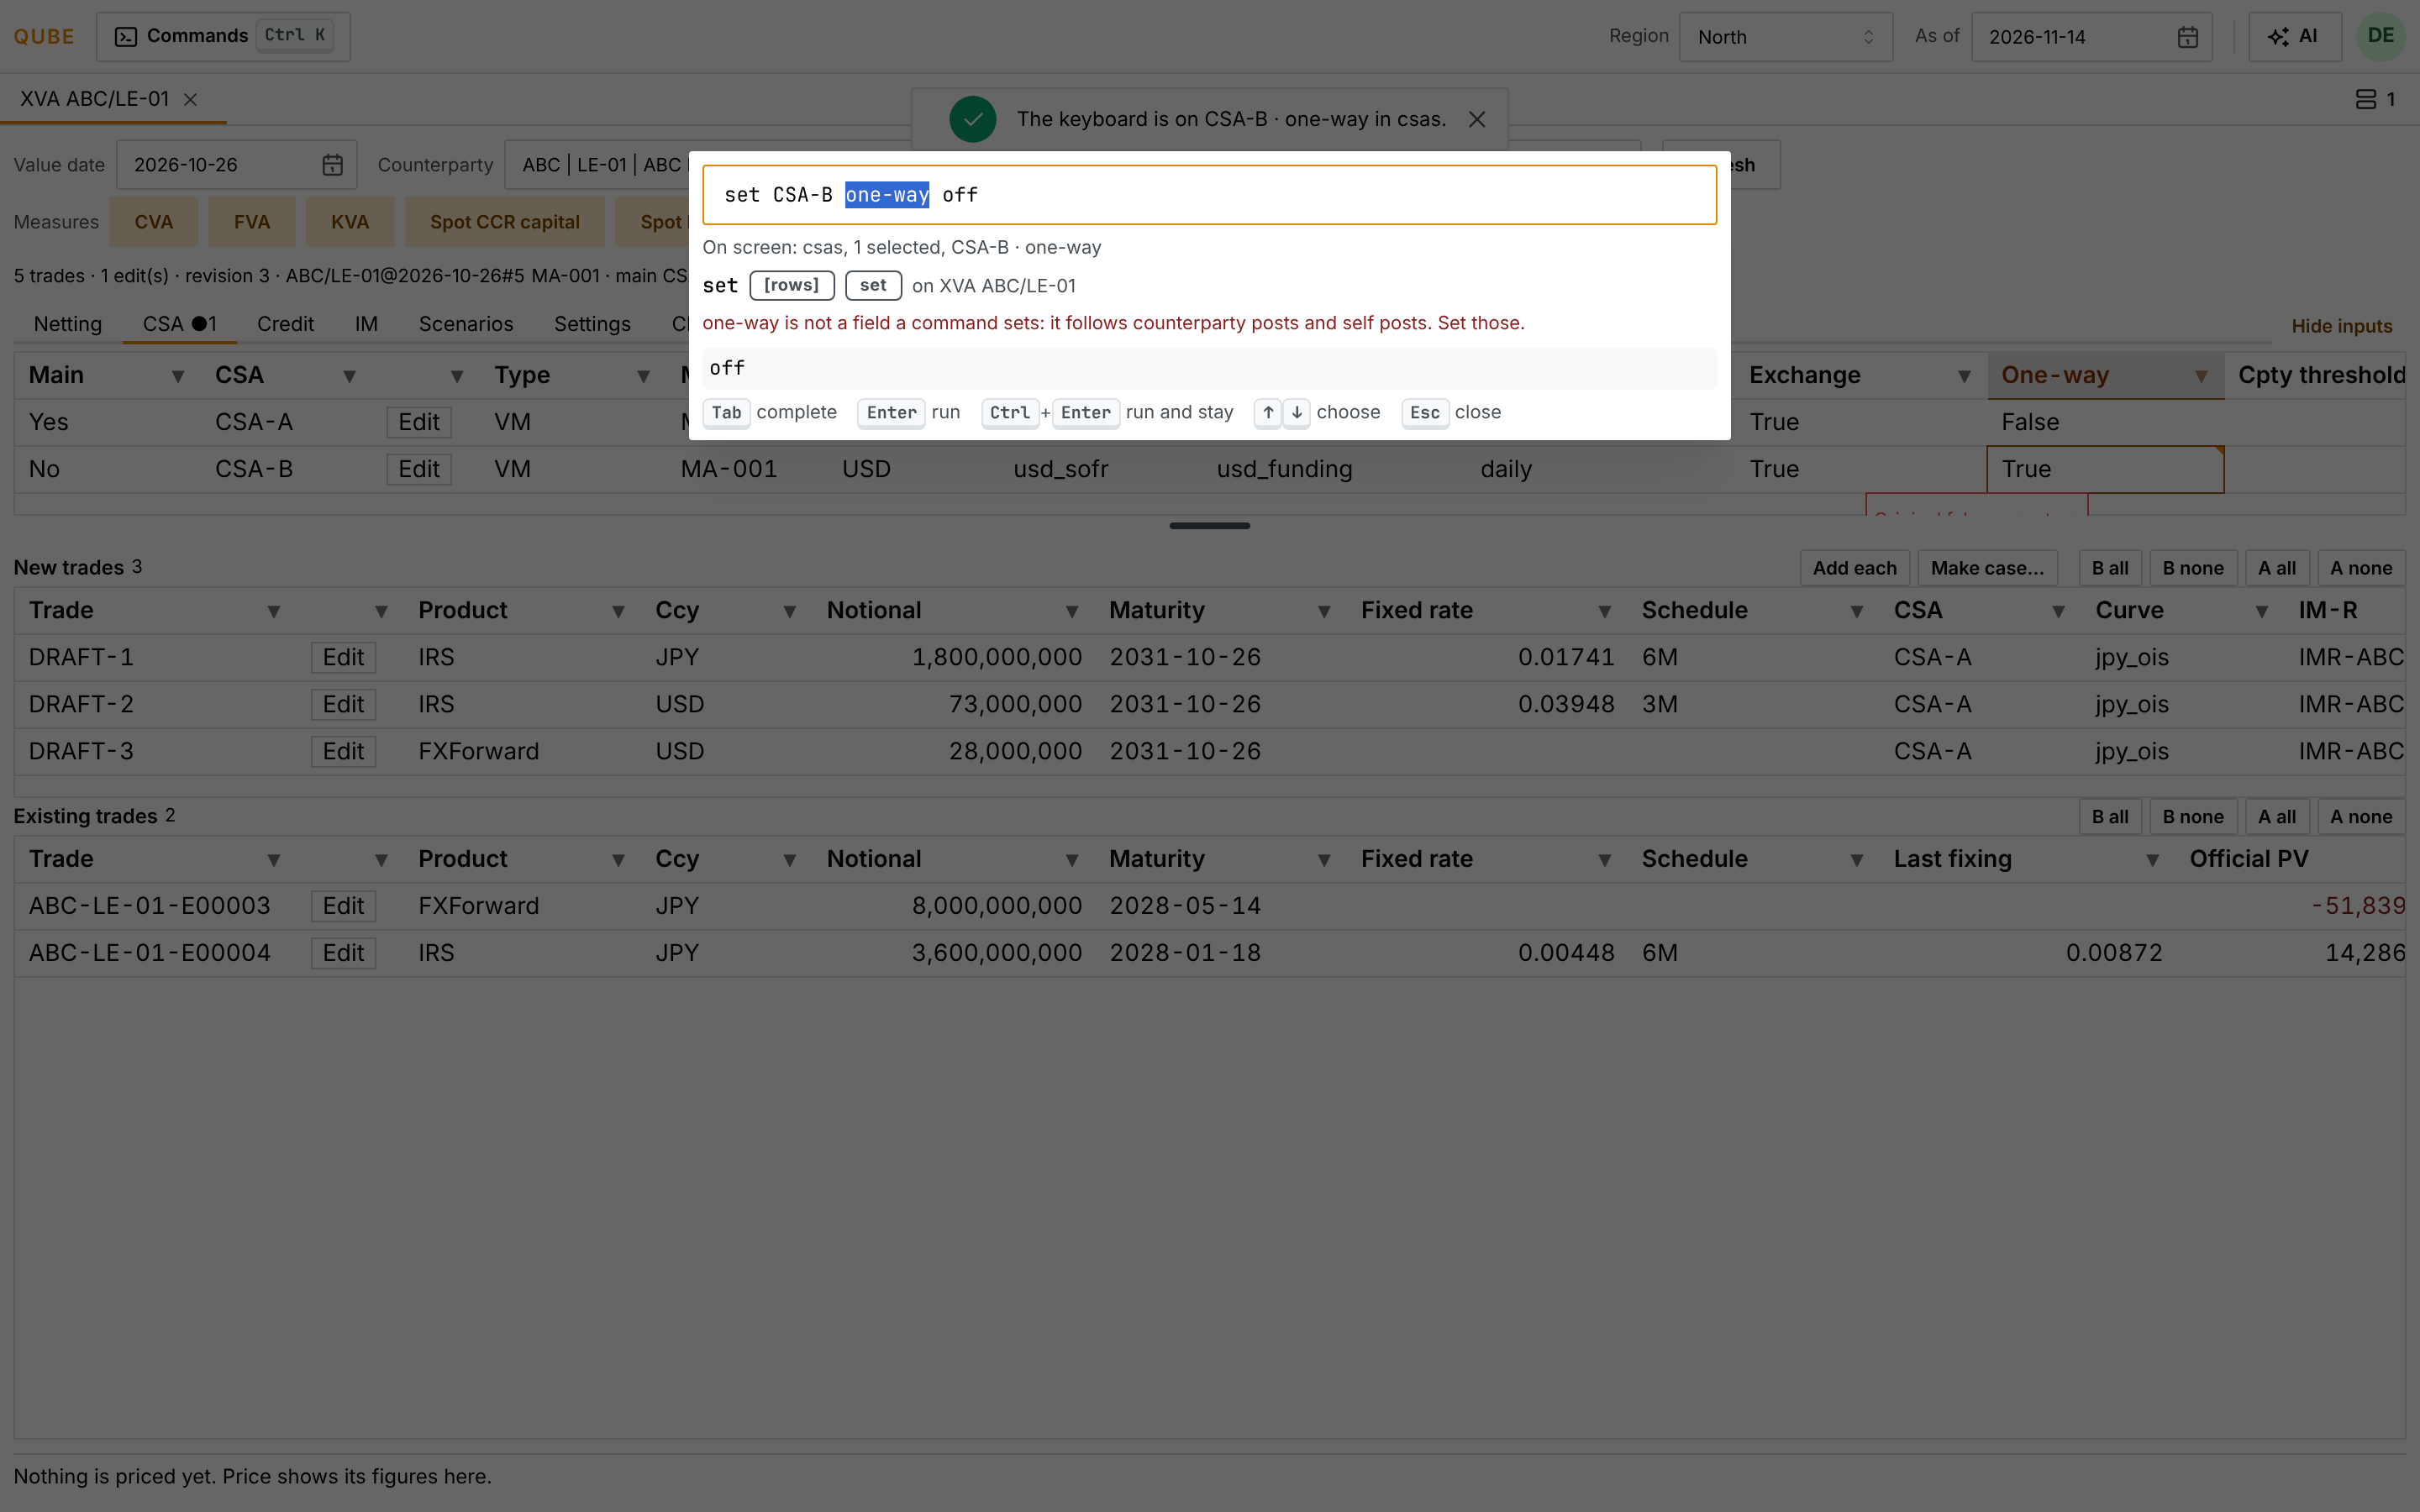 QUBE Commands Ctrl K Region North As of 2026-11-14 AI DE
XVA ABC/LE-01 1
The keyboard is on CSA-B · one-way in csas.
Value date 2026-10-26 Counterparty ABC | LE-01 | ABC
set CSA-B one-way off
Measures CVA FVA KVA Spot CCR capital Spot
On screen: csas, 1 selected, CSA-B · one-way
5 trades · 1 edit(s) · revision 3 · ABC/LE-01@2026-10-26#5 MA-001 · main CS
set [rows] set on XVA ABC/LE-01
Netting CSA ●1 Credit IM Scenarios Settings Hide inputs
one-way is not a field a command sets: it follows counterparty posts and self posts. Set those.
off
Main CSA Type Exchange One-way Cpty threshold
Tab complete Enter run Ctrl+Enter run and stay ↑ ↓ choose Esc close
Yes CSA-A Edit VM True False
No CSA-B Edit VM MA-001 USD usd_sofr usd_funding daily True True
New trades 3 Add each Make case... B all B none A all A none
Trade Product Ccy Notional Maturity Fixed rate Schedule CSA Curve IM-R
DRAFT-1 Edit IRS JPY 1,800,000,000 2031-10-26 0.01741 6M CSA-A jpy_ois IMR-ABC
DRAFT-2 Edit IRS USD 73,000,000 2031-10-26 0.03948 3M CSA-A jpy_ois IMR-ABC
DRAFT-3 Edit FXForward USD 28,000,000 2031-10-26 CSA-A jpy_ois IMR-ABC
Existing trades 2 B all B none A all A none
Trade Product Ccy Notional Maturity Fixed rate Schedule Last fixing Official PV
ABC-LE-01-E00003 Edit FXForward JPY 8,000,000,000 2028-05-14 -51,839
ABC-LE-01-E00004 Edit IRS JPY 3,600,000,000 2028-01-18 0.00448 6M 0.00872 14,286
Nothing is priced yet. Price shows its figures here.